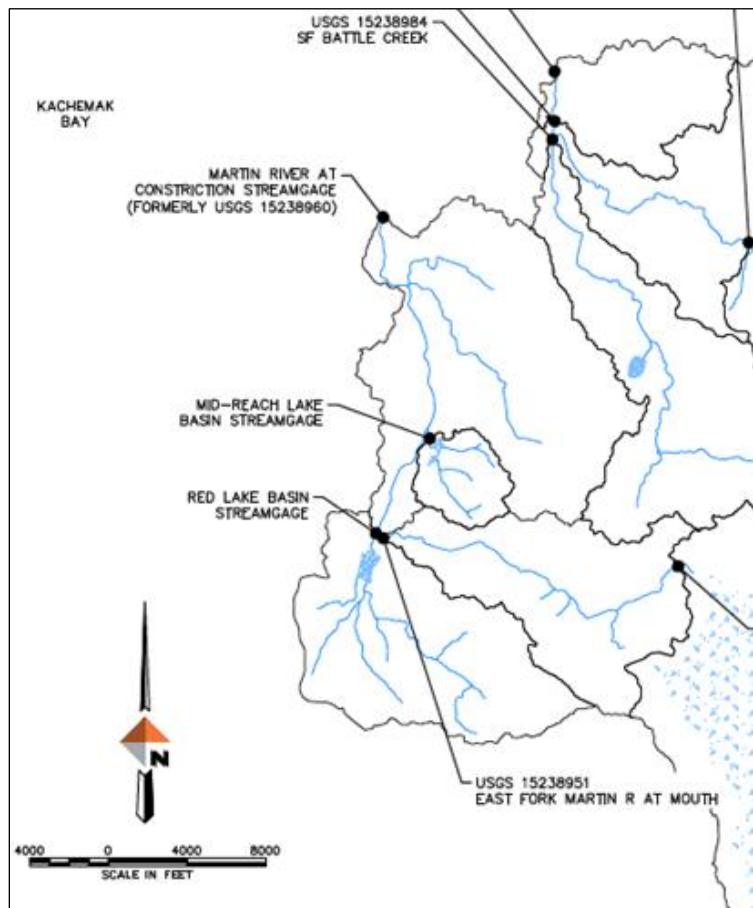 USGS 15238984
SF BATTLE CREEK
KACHEMAK
BAY
MARTIN RIVER AT
CONSTRICTION STREAMGAGE
(FORMERLY USGS 15238960)
MID-REACH LAKE
BASIN STREAMGAGE
RED LAKE BASIN
STREAMGAGE
N
USGS 15238951
EAST FORK MARTIN R AT MOUTH
4000 0 4000 8000
SCALE IN FEET